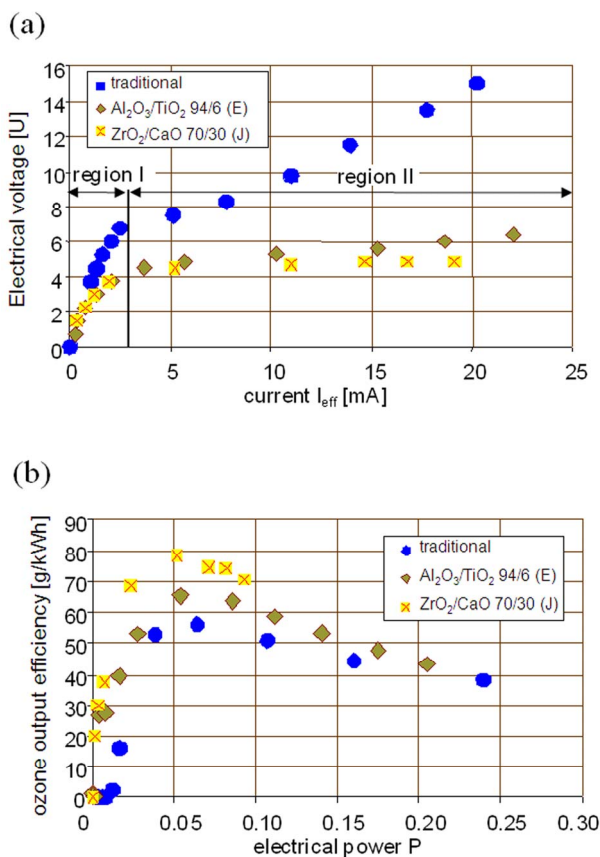 (a)
16
14
12
10
8
6
4
2
0
Electrical voltage [U]
traditional
Al₂O₃/TiO₂ 94/6 (E)
ZrO₂/CaO 70/30 (J)
region I
region II
0
5
10
15
20
25
current I_eff [mA]
(b)
90
80
70
60
50
40
30
20
10
0
ozone output efficiency [g/kWh]
traditional
Al₂O₃/TiO₂ 94/6 (E)
ZrO₂/CaO 70/30 (J)
0
0.05
0.10
0.15
0.20
0.30
electrical power P